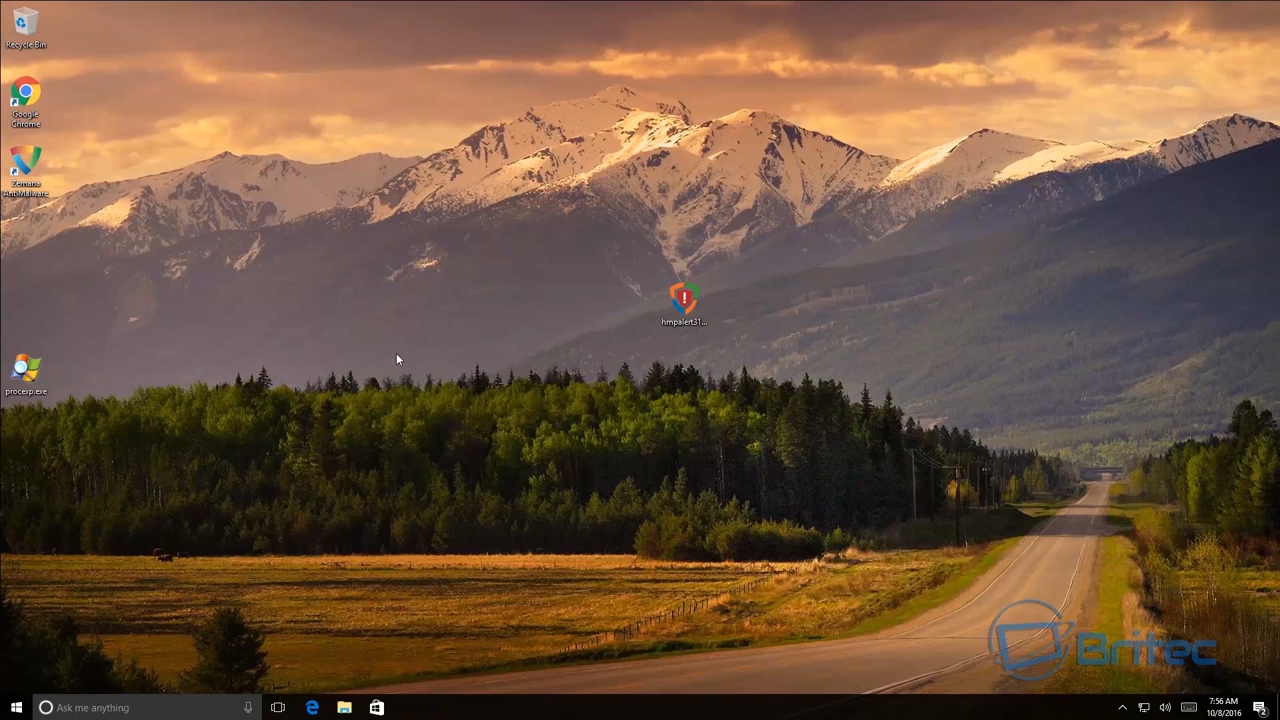 Recycle Bin
Google
Chrome
Zemana
AntiMalware
hmpalert31...
procexp.exe
Britec
Ask me anything
7:56 AM
10/8/2016
2